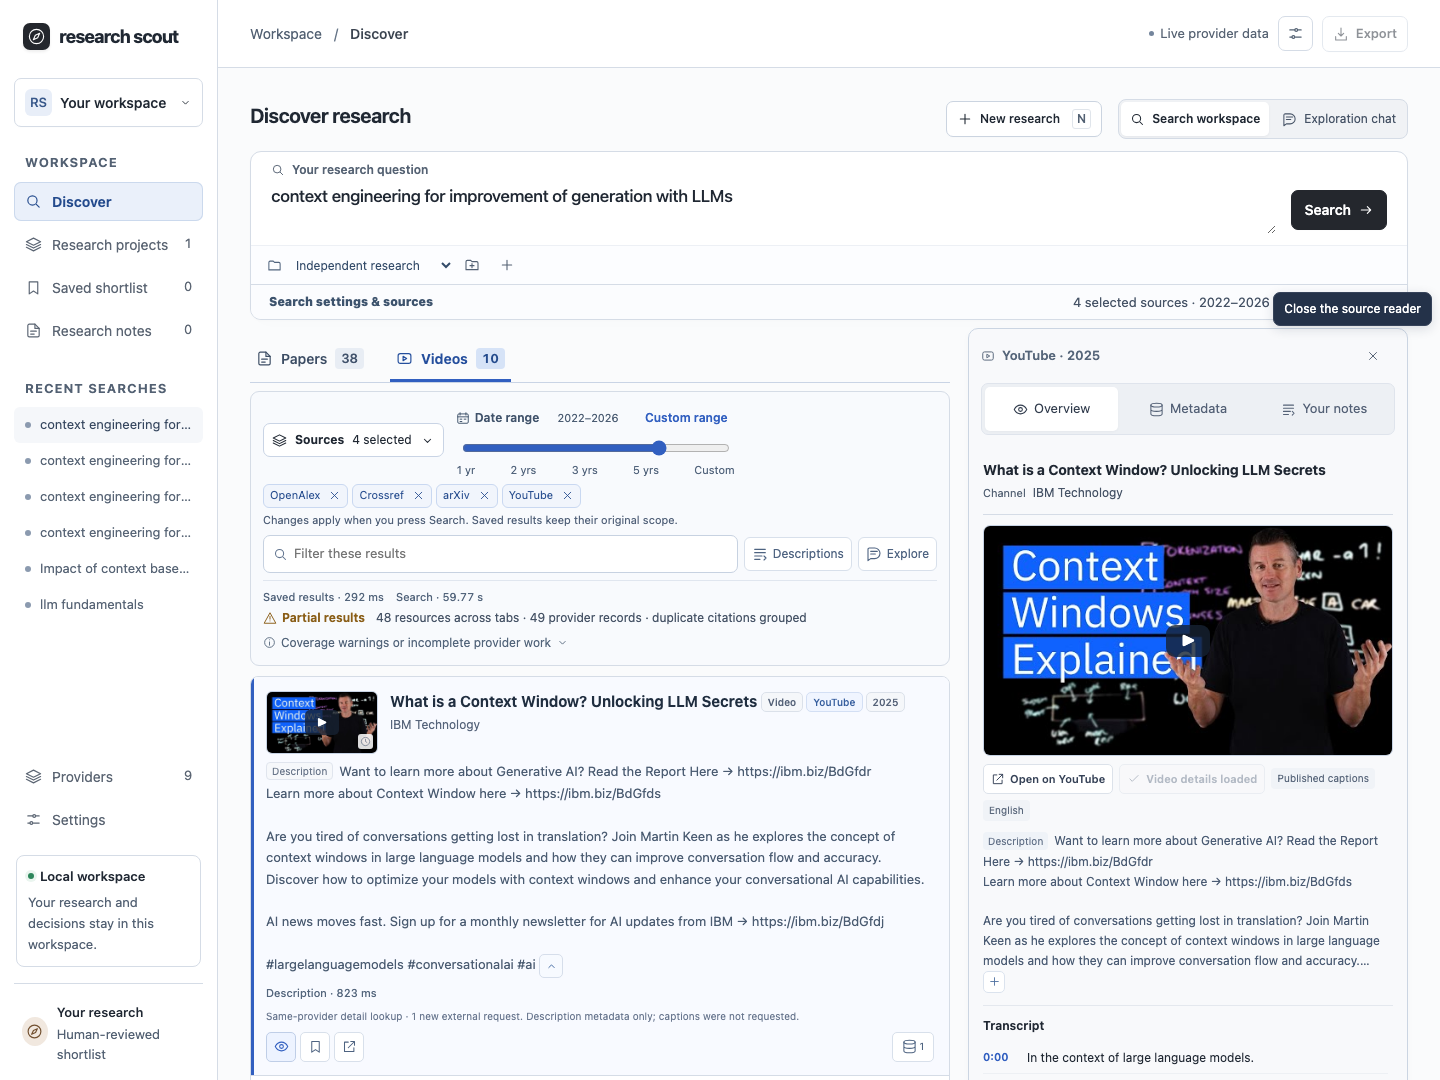 research scout
Workspace / Discover
Live provider data
Export
RS Your workspace
WORKSPACE
Discover
Research projects 1
Saved shortlist 0
Research notes 0
RECENT SEARCHES
context engineering for...
context engineering for...
context engineering for...
context engineering for...
Impact of context base...
llm fundamentals
Providers 9
Settings
Local workspace
Your research and
decisions stay in this
workspace.
Your research
Human-reviewed
shortlist
Discover research
New research N
Search workspace
Exploration chat
Your research question
context engineering for improvement of generation with LLMs
Search →
Independent research
Search settings & sources
4 selected sources · 2022–2026
Close the source reader
Papers 38
Videos 10
Sources 4 selected
Date range 2022–2026 Custom range
1 yr 2 yrs 3 yrs 5 yrs Custom
OpenAlex Crossref arXiv YouTube
Changes apply when you press Search. Saved results keep their original scope.
Filter these results
Descriptions
Explore
Saved results · 292 ms Search · 59.77 s
Partial results 48 resources across tabs · 49 provider records · duplicate citations grouped
Coverage warnings or incomplete provider work
What is a Context Window? Unlocking LLM Secrets Video YouTube 2025
IBM Technology
Description Want to learn more about Generative AI? Read the Report Here → https://ibm.biz/BdGfdr
Learn more about Context Window here → https://ibm.biz/BdGfds
Are you tired of conversations getting lost in translation? Join Martin Keen as he explores the concept of
context windows in large language models and how they can improve conversation flow and accuracy.
Discover how to optimize your models with context windows and enhance your conversational AI capabilities.
AI news moves fast. Sign up for a monthly newsletter for AI updates from IBM → https://ibm.biz/BdGfdj
#largelanguagemodels #conversationalai #ai
Description · 823 ms
Same-provider detail lookup · 1 new external request. Description metadata only; captions were not requested.
1
YouTube · 2025
Overview
Metadata
Your notes
What is a Context Window? Unlocking LLM Secrets
Channel IBM Technology
Context
Windows
Explained
Open on YouTube
Video details loaded
Published captions
English
Description Want to learn more about Generative AI? Read the Report
Here → https://ibm.biz/BdGfdr
Learn more about Context Window here → https://ibm.biz/BdGfds
Are you tired of conversations getting lost in translation? Join Martin
Keen as he explores the concept of context windows in large language
models and how they can improve conversation flow and accuracy....
Transcript
0:00 In the context of large language models.